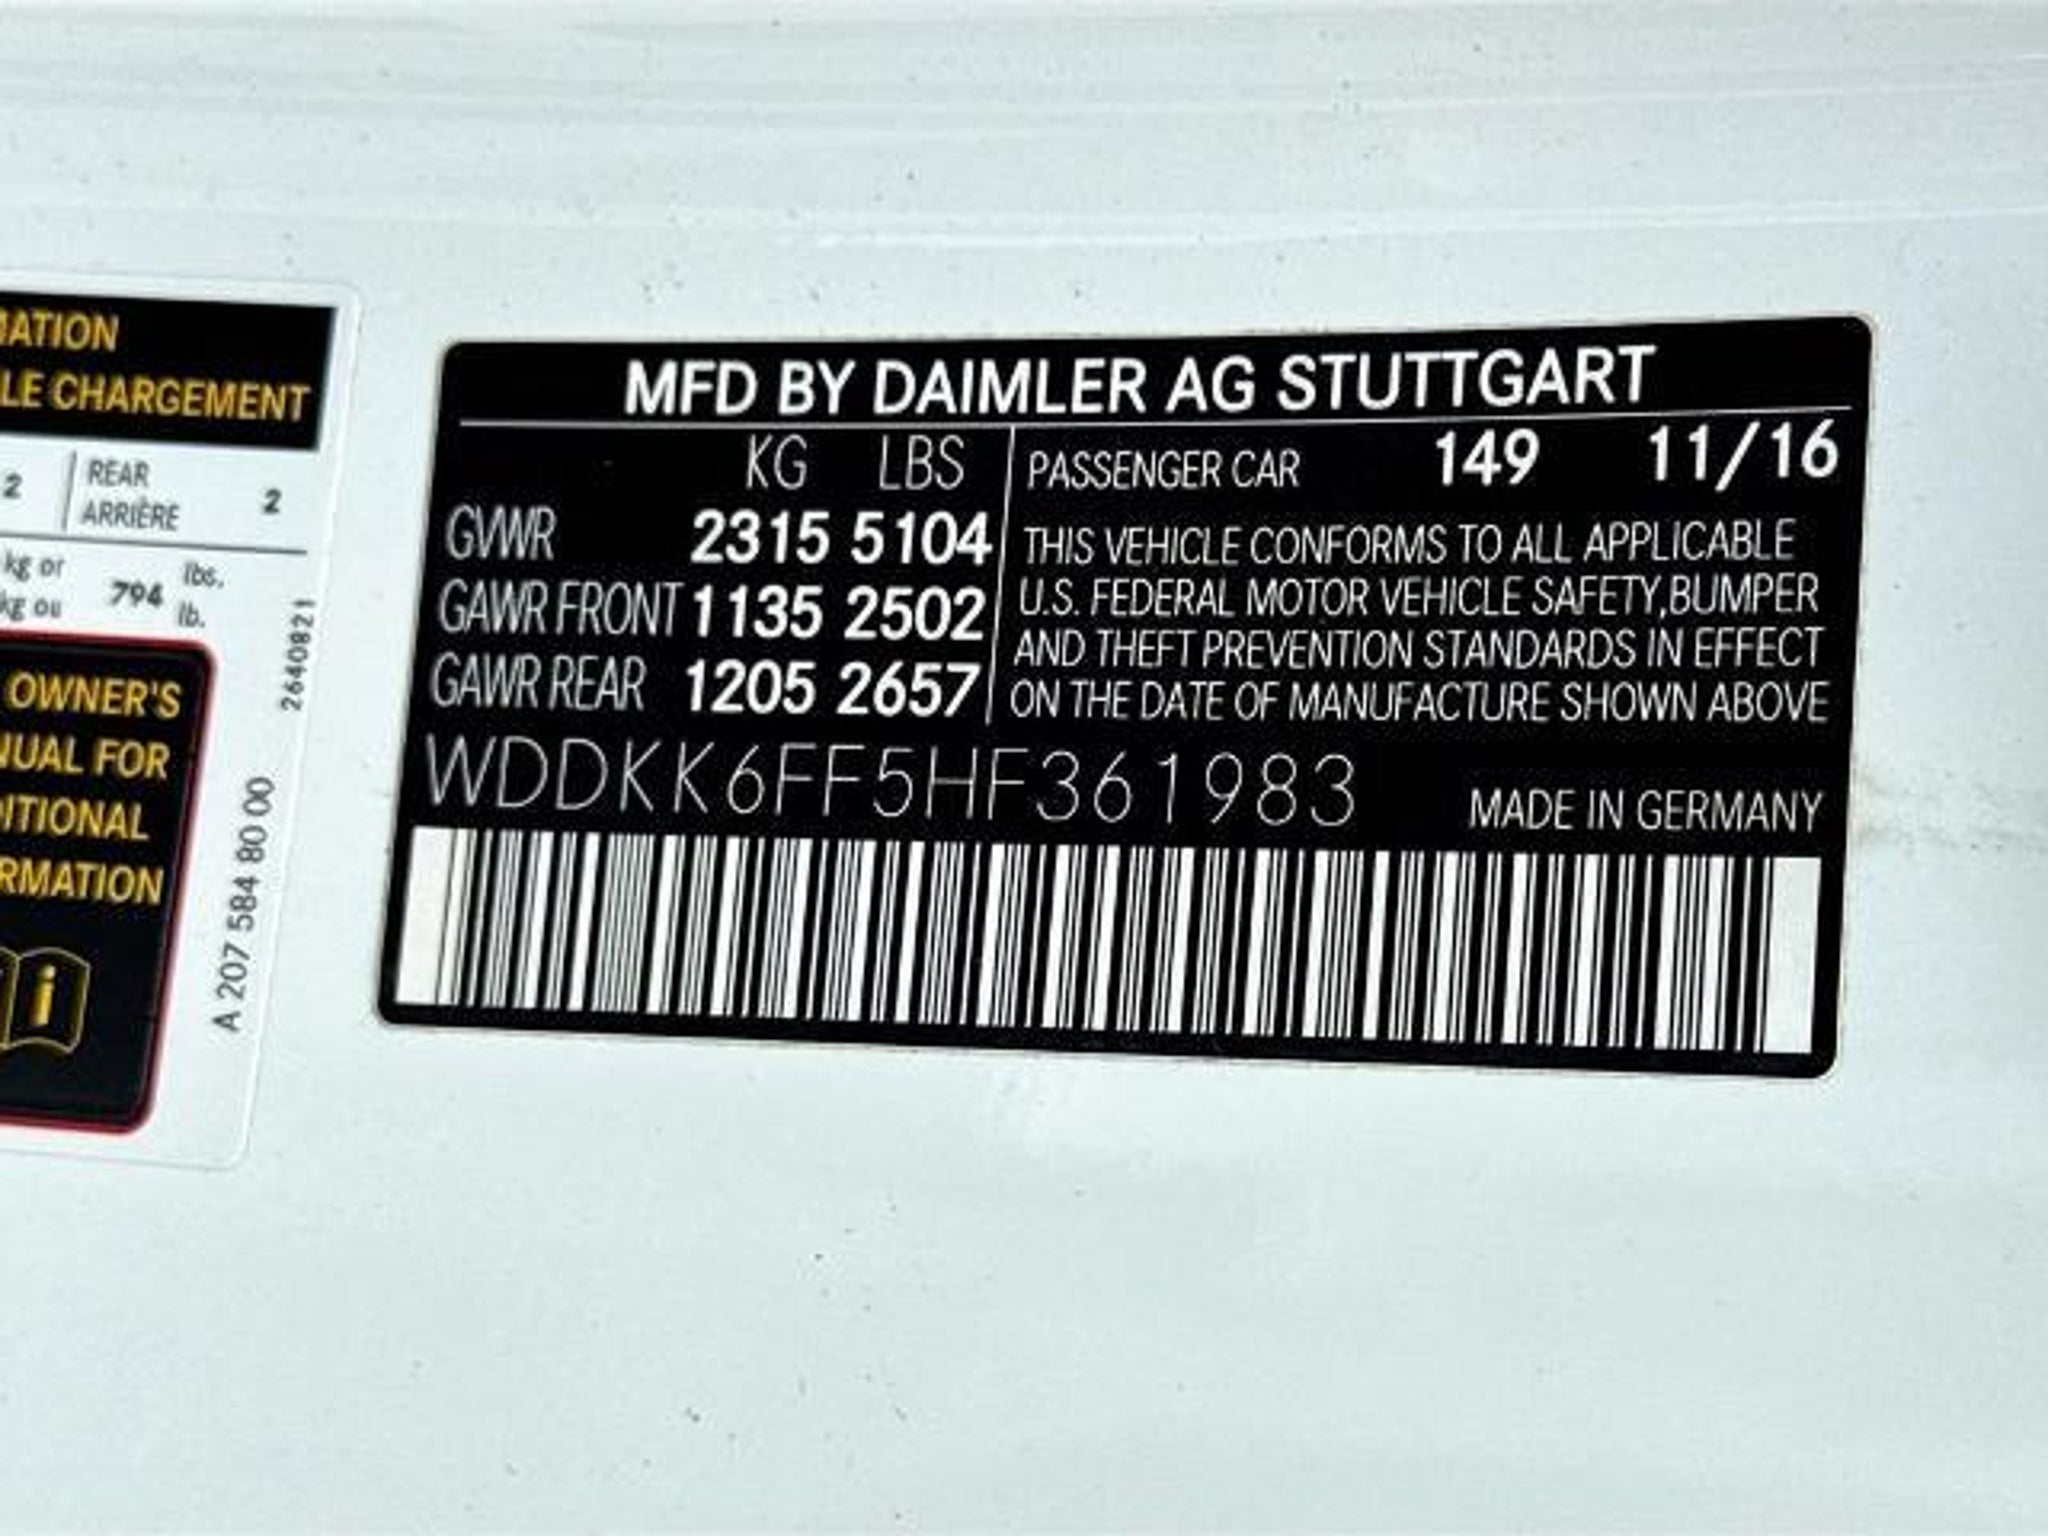 MATION
LE CHARGEMENT
2 REAR 2
ARRIÈRE
kg or 794 lbs.
kg ou lb.
OWNER'S
NUAL FOR
DITIONAL
RMATION
i
2640821
A 207 584 80 00
MFD BY DAIMLER AG STUTTGART
KG LBS
GVWR 2315 5104
GAWR FRONT 1135 2502
GAWR REAR 1205 2657
PASSENGER CAR 149 11/16
THIS VEHICLE CONFORMS TO ALL APPLICABLE
U.S. FEDERAL MOTOR VEHICLE SAFETY,BUMPER
AND THEFT PREVENTION STANDARDS IN EFFECT
ON THE DATE OF MANUFACTURE SHOWN ABOVE
WDDKK6FF5HF361983
MADE IN GERMANY